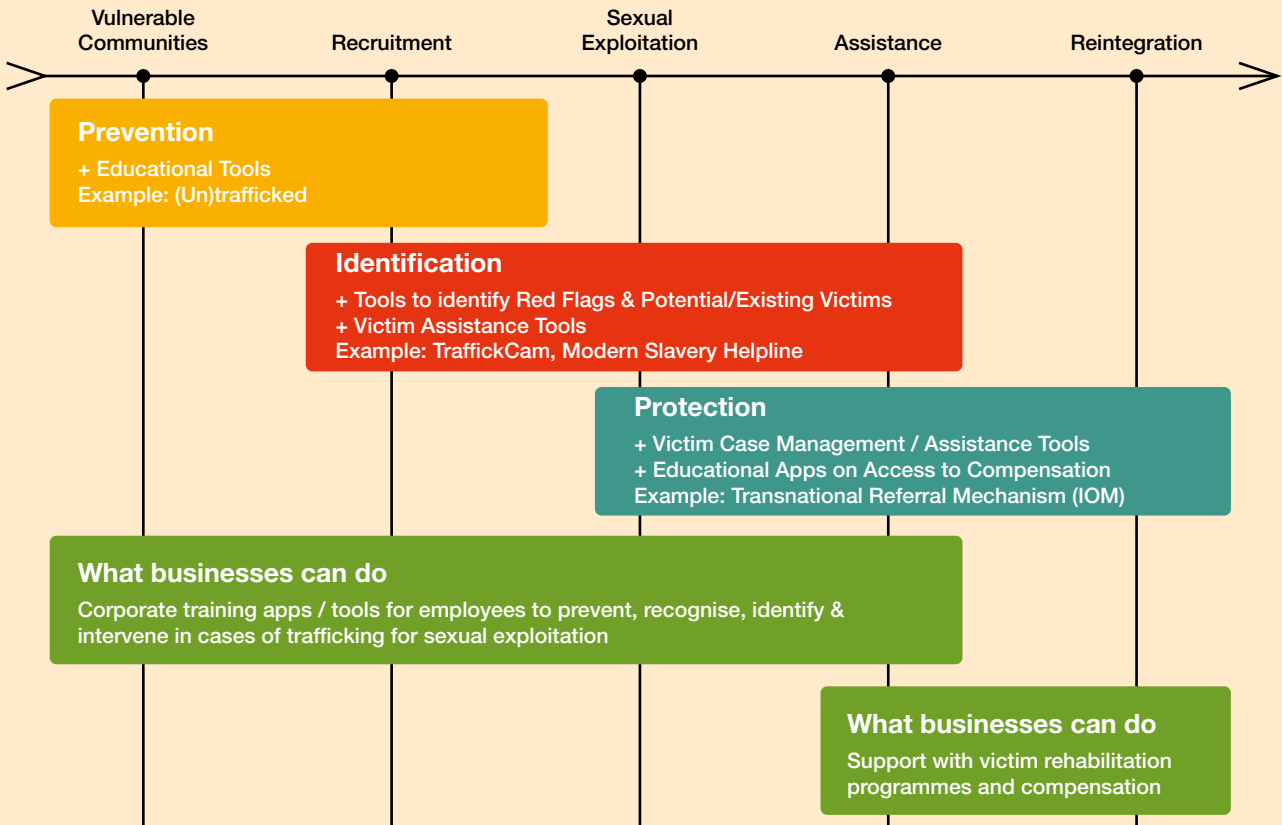 Vulnerable
Communities
Recruitment
Sexual
Exploitation
Assistance
Reintegration
Prevention
+ Educational Tools
Example: (Un)trafficked
Identification
+ Tools to identify Red Flags & Potential/Existing Victims
+ Victim Assistance Tools
Example: TraffickCam, Modern Slavery Helpline
Protection
+ Victim Case Management / Assistance Tools
+ Educational Apps on Access to Compensation
Example: Transnational Referral Mechanism (IOM)
What businesses can do
Corporate training apps / tools for employees to prevent, recognise, identify &
intervene in cases of trafficking for sexual exploitation
What businesses can do
Support with victim rehabilitation
programmes and compensation